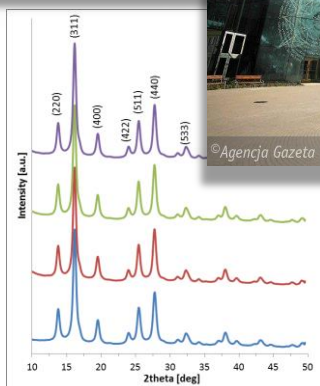 (311)
(220)
(400)
(422)
(511)
(440)
(533)
©Agencja Gazeta
Intensity [a.u.]
10 15 20 25 30 35 40 45 50
2theta [deg]